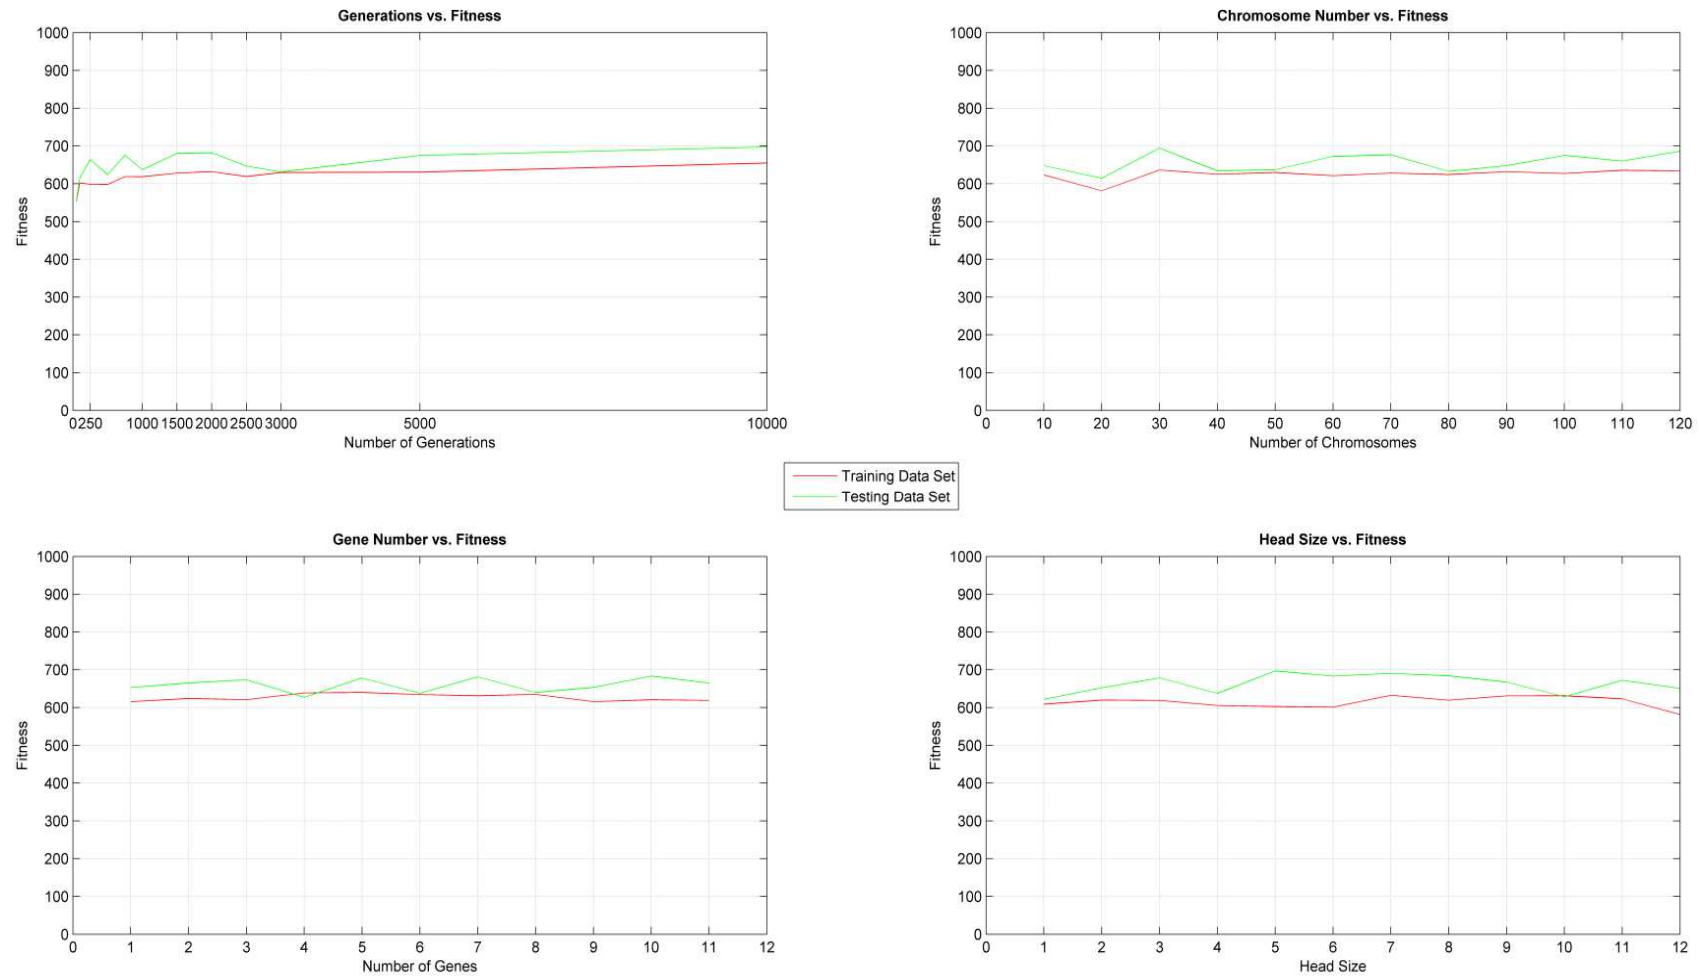 Generations vs. Fitness
1000
900
800
700
600
500
400
300
200
100
0
Fitness
0 250 1000 1500 2000 2500 3000 5000 10000
Number of Generations
Chromosome Number vs. Fitness
1000
900
800
700
600
500
400
300
200
100
0
Fitness
0 10 20 30 40 50 60 70 80 90 100 110 120
Number of Chromosomes
Training Data Set
Testing Data Set
Gene Number vs. Fitness
1000
900
800
700
600
500
400
300
200
100
0
Fitness
0 1 2 3 4 5 6 7 8 9 10 11 12
Number of Genes
Head Size vs. Fitness
1000
900
800
700
600
500
400
300
200
100
0
Fitness
0 1 2 3 4 5 6 7 8 9 10 11 12
Head Size